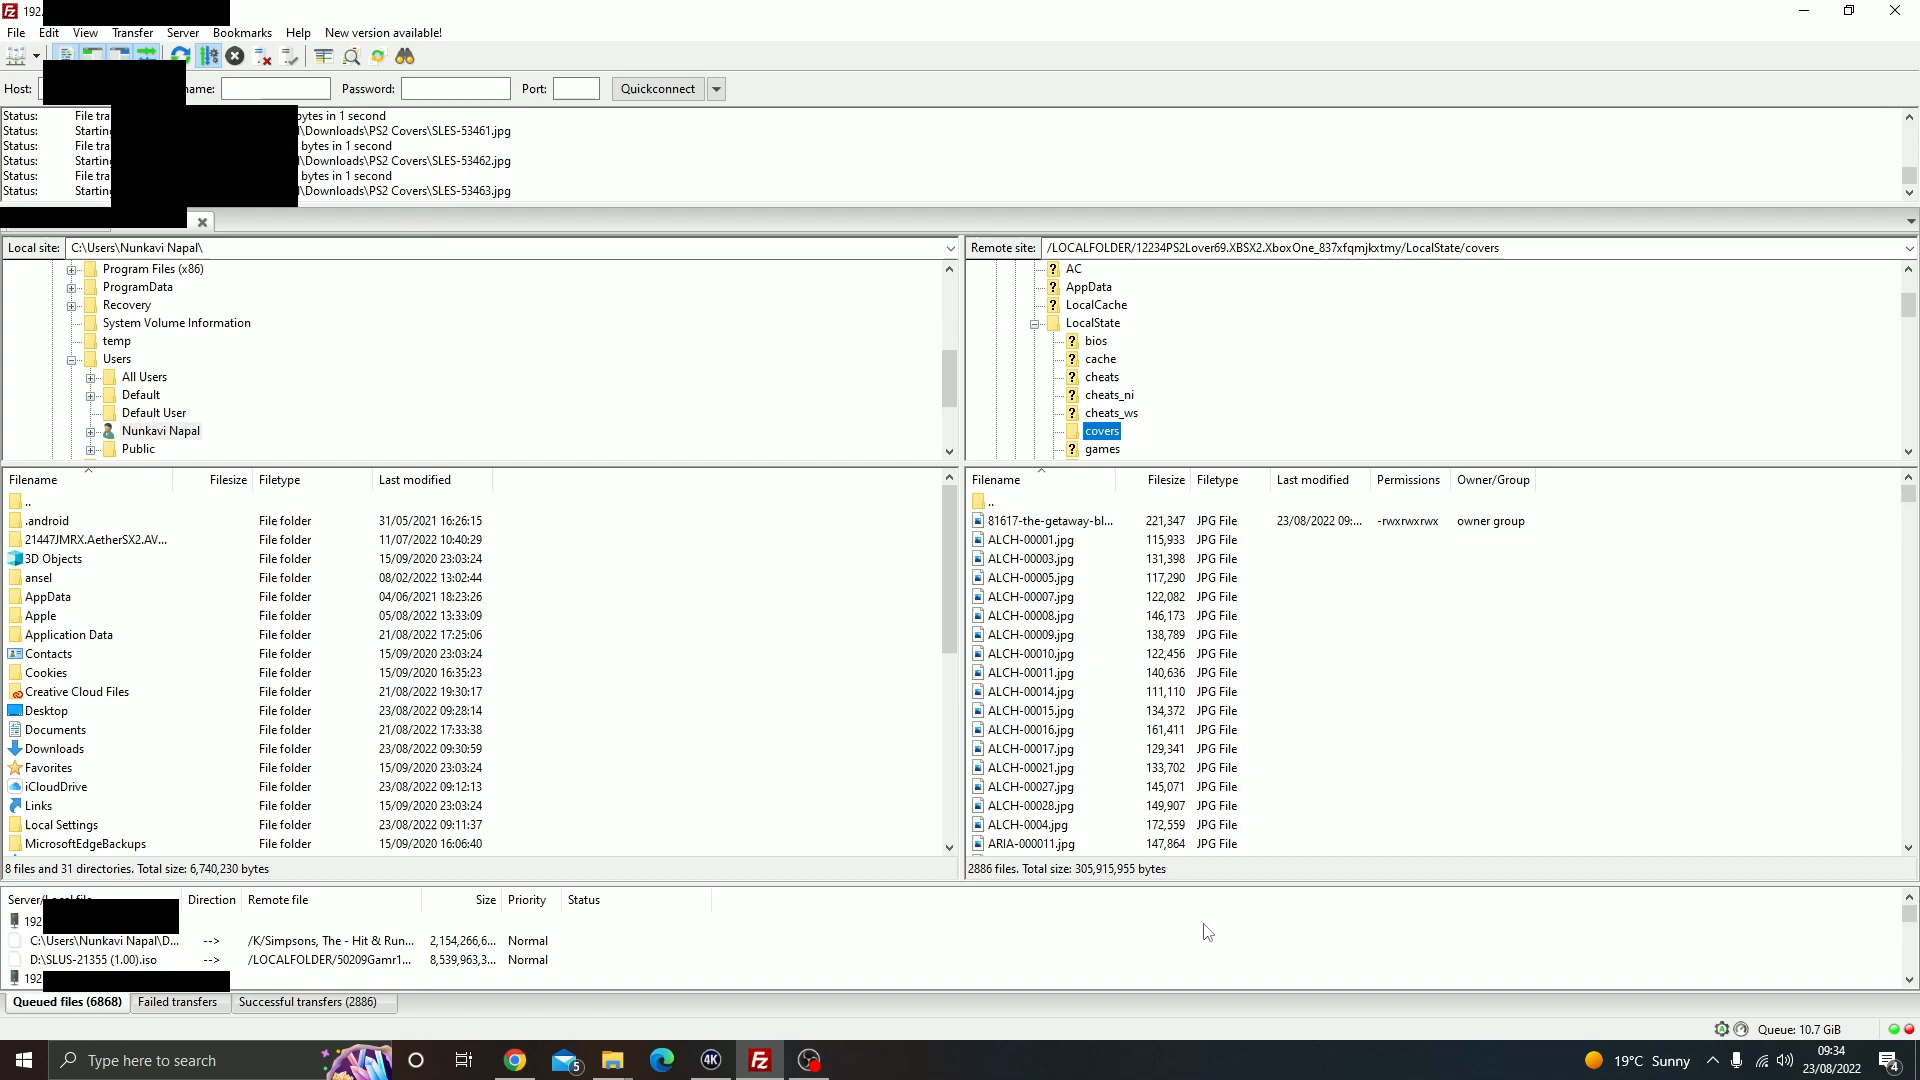 192.
File Edit View Transfer Server Bookmarks Help New version available!
Host: name: Password: Port: Quickconnect
Status: File tra bytes in 1 second
Status: Starting \Downloads\PS2 Covers\SLES-53461.jpg
Status: File tra bytes in 1 second
Status: Starting \Downloads\PS2 Covers\SLES-53462.jpg
Status: File tra bytes in 1 second
Status: Starting \Downloads\PS2 Covers\SLES-53463.jpg
Local site: C:\Users\Nunkavi Napal\
Program Files (x86)
ProgramData
Recovery
System Volume Information
temp
Users
All Users
Default
Default User
Nunkavi Napal
Public
Remote site: /LOCALFOLDER/12234PS2Lover69.XBSX2.XboxOne_837xfqmjkxtmy/LocalState/covers
AC
AppData
LocalCache
LocalState
bios
cache
cheats
cheats_ni
cheats_ws
covers
games
Filename Filesize Filetype Last modified
..
.android File folder 31/05/2021 16:26:15
21447JMRX.AetherSX2.AV... File folder 11/07/2022 10:40:29
3D Objects File folder 15/09/2020 23:03:24
ansel File folder 08/02/2022 13:02:44
AppData File folder 04/06/2021 18:23:26
Apple File folder 05/08/2022 13:33:09
Application Data File folder 21/08/2022 17:25:06
Contacts File folder 15/09/2020 23:03:24
Cookies File folder 15/09/2020 16:35:23
Creative Cloud Files File folder 21/08/2022 19:30:17
Desktop File folder 23/08/2022 09:28:14
Documents File folder 21/08/2022 17:33:38
Downloads File folder 23/08/2022 09:30:59
Favorites File folder 15/09/2020 23:03:24
iCloudDrive File folder 23/08/2022 09:12:13
Links File folder 15/09/2020 23:03:24
Local Settings File folder 23/08/2022 09:11:37
MicrosoftEdgeBackups File folder 15/09/2020 16:06:40
8 files and 31 directories. Total size: 6,740,230 bytes
Filename Filesize Filetype Last modified Permissions Owner/Group
..
81617-the-getaway-bl... 221,347 JPG File 23/08/2022 09:... -rwxrwxrwx owner group
ALCH-00001.jpg 115,933 JPG File
ALCH-00003.jpg 131,398 JPG File
ALCH-00005.jpg 117,290 JPG File
ALCH-00007.jpg 122,082 JPG File
ALCH-00008.jpg 146,173 JPG File
ALCH-00009.jpg 138,789 JPG File
ALCH-00010.jpg 122,456 JPG File
ALCH-00011.jpg 140,636 JPG File
ALCH-00014.jpg 111,110 JPG File
ALCH-00015.jpg 134,372 JPG File
ALCH-00016.jpg 161,411 JPG File
ALCH-00017.jpg 129,341 JPG File
ALCH-00021.jpg 133,702 JPG File
ALCH-00027.jpg 145,071 JPG File
ALCH-00028.jpg 149,907 JPG File
ALCH-0004.jpg 172,559 JPG File
ARIA-000011.jpg 147,864 JPG File
2886 files. Total size: 305,915,955 bytes
Server/Local file Direction Remote file Size Priority Status
192
C:\Users\Nunkavi Napal\D... --> /K/Simpsons, The - Hit & Run... 2,154,266,6... Normal
D:\SLUS-21355 (1.00).iso --> /LOCALFOLDER/50209Gamr1... 8,539,963,3... Normal
192
Queued files (6868) Failed transfers Successful transfers (2886)
Queue: 10.7 GiB
Type here to search
5
4K
19°C Sunny
09:34
23/08/2022
4